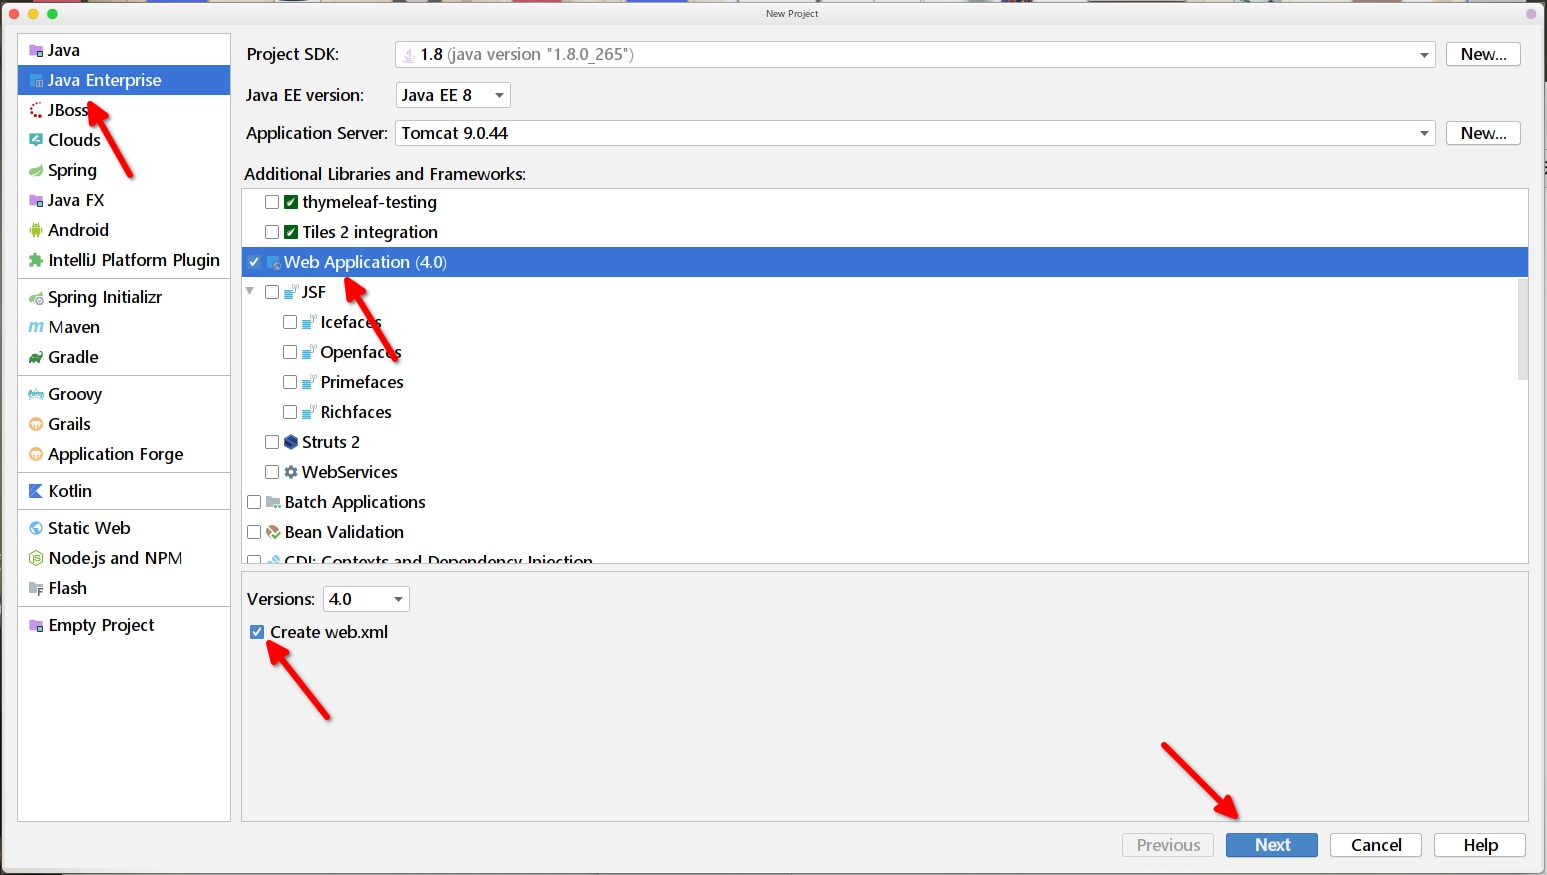 New Project
Java
Java Enterprise
JBoss
Clouds
Spring
Java FX
Android
IntelliJ Platform Plugin
Spring Initializr
Maven
Gradle
Groovy
Grails
Application Forge
Kotlin
Static Web
Node.js and NPM
Flash
Empty Project
Project SDK: 1.8 (java version "1.8.0_265") New...
Java EE version: Java EE 8
Application Server: Tomcat 9.0.44 New...
Additional Libraries and Frameworks:
thymeleaf-testing
Tiles 2 integration
Web Application (4.0)
JSF
Icefaces
Openfaces
Primefaces
Richfaces
Struts 2
WebServices
Batch Applications
Bean Validation
CDI: Contexts and Dependency Injection
Versions: 4.0
Create web.xml
Previous Next Cancel Help